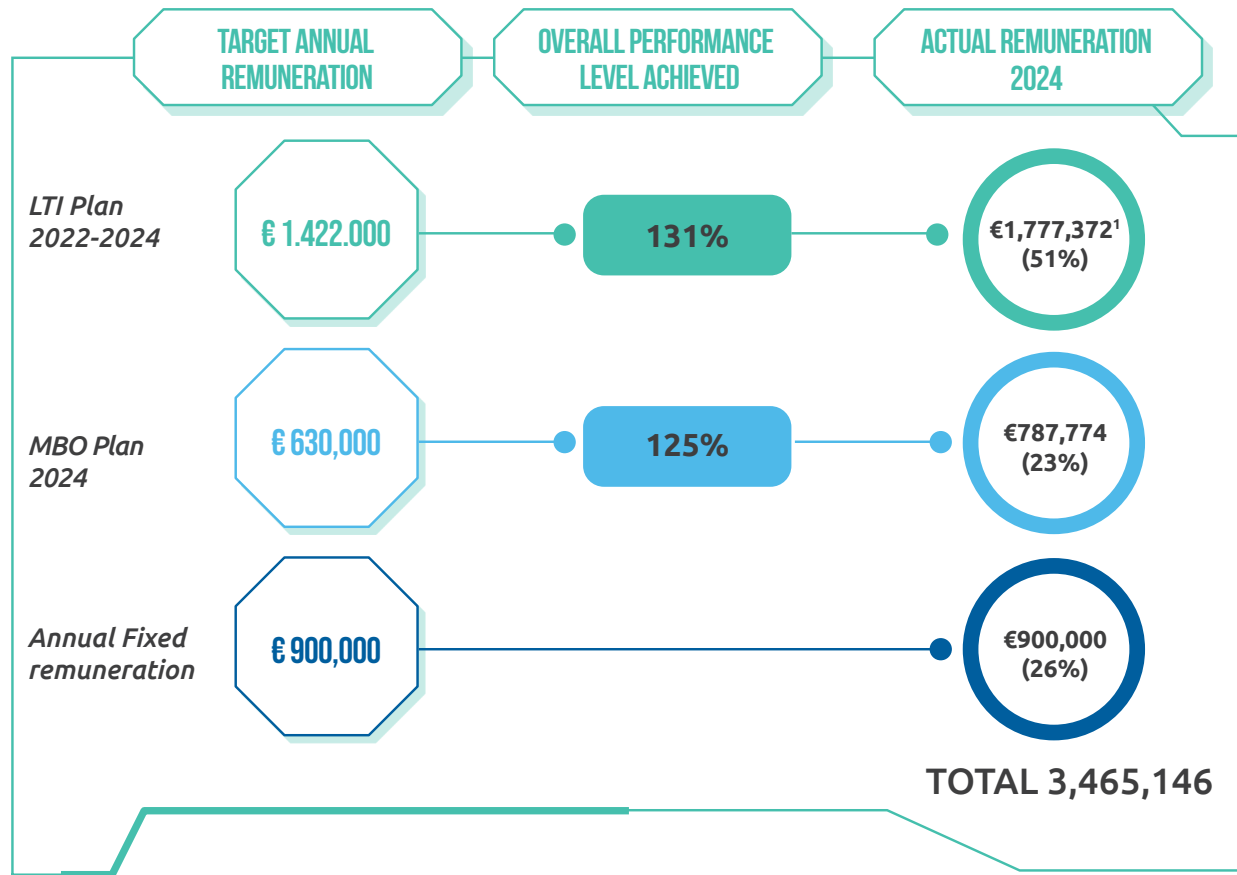 TARGET ANNUAL
REMUNERATION
OVERALL PERFORMANCE
LEVEL ACHIEVED
ACTUAL REMUNERATION
2024
LTI Plan
2022-2024
€ 1.422.000
131%
€1,777,372¹
(51%)
MBO Plan
2024
€ 630,000
125%
€787,774
(23%)
Annual Fixed
remuneration
€ 900,000
€900,000
(26%)
TOTAL 3,465,146